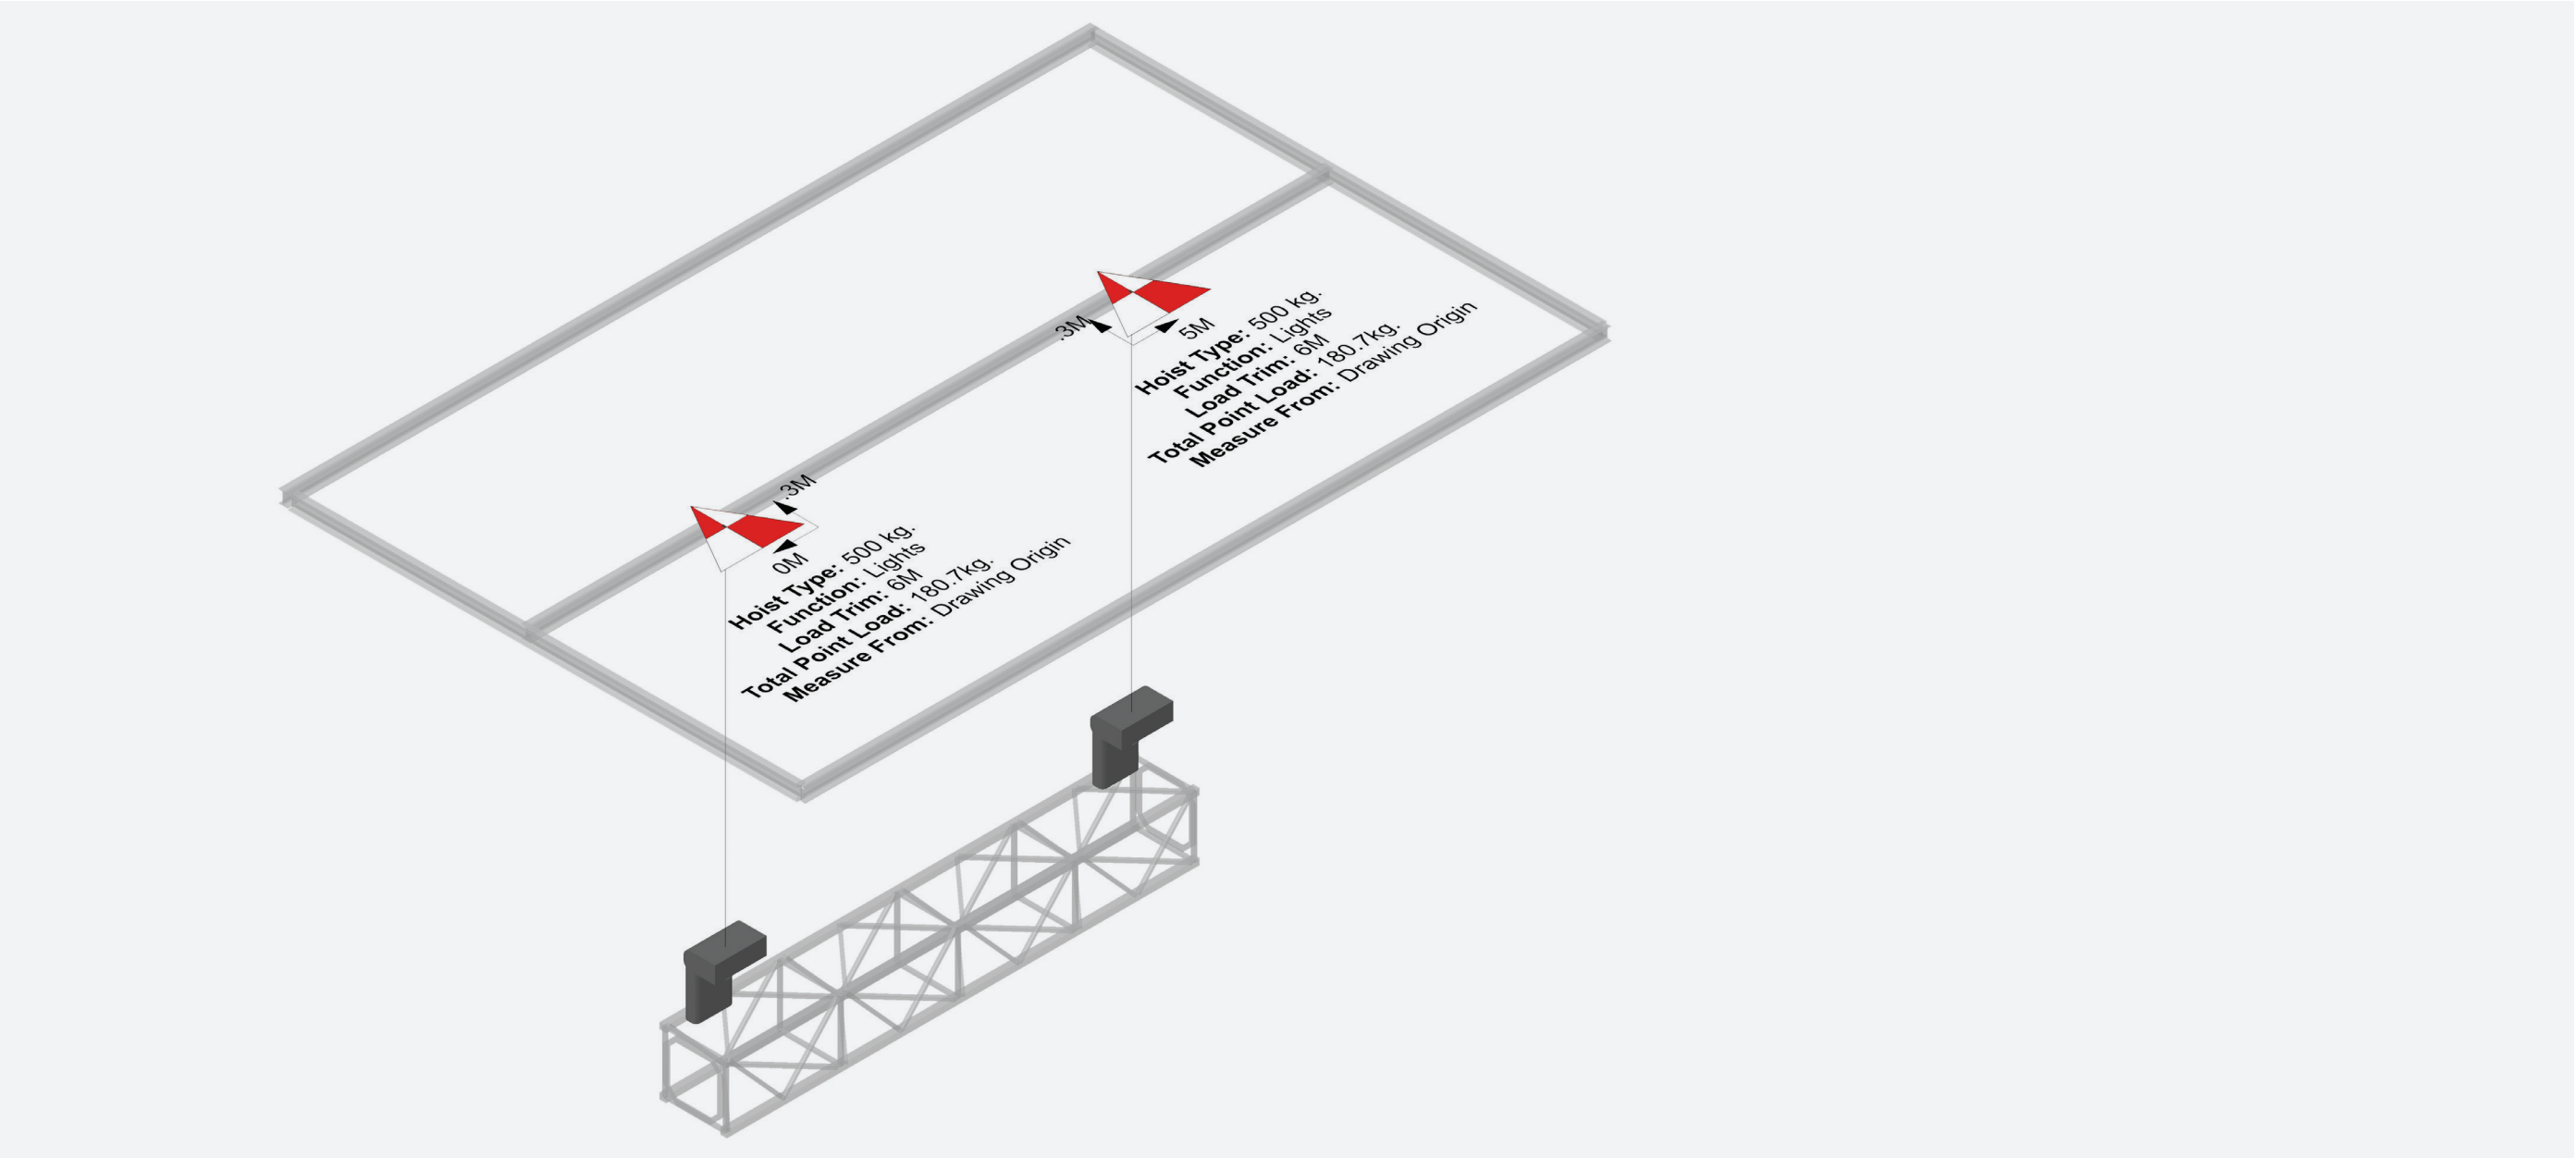 .3M
5M
Hoist Type: 500 kg.
Function: Lights
Load Trim: 6M
Total Point Load: 180.7kg.
Measure From: Drawing Origin
.3M
0M
Hoist Type: 500 kg.
Function: Lights
Load Trim: 6M
Total Point Load: 180.7kg.
Measure From: Drawing Origin